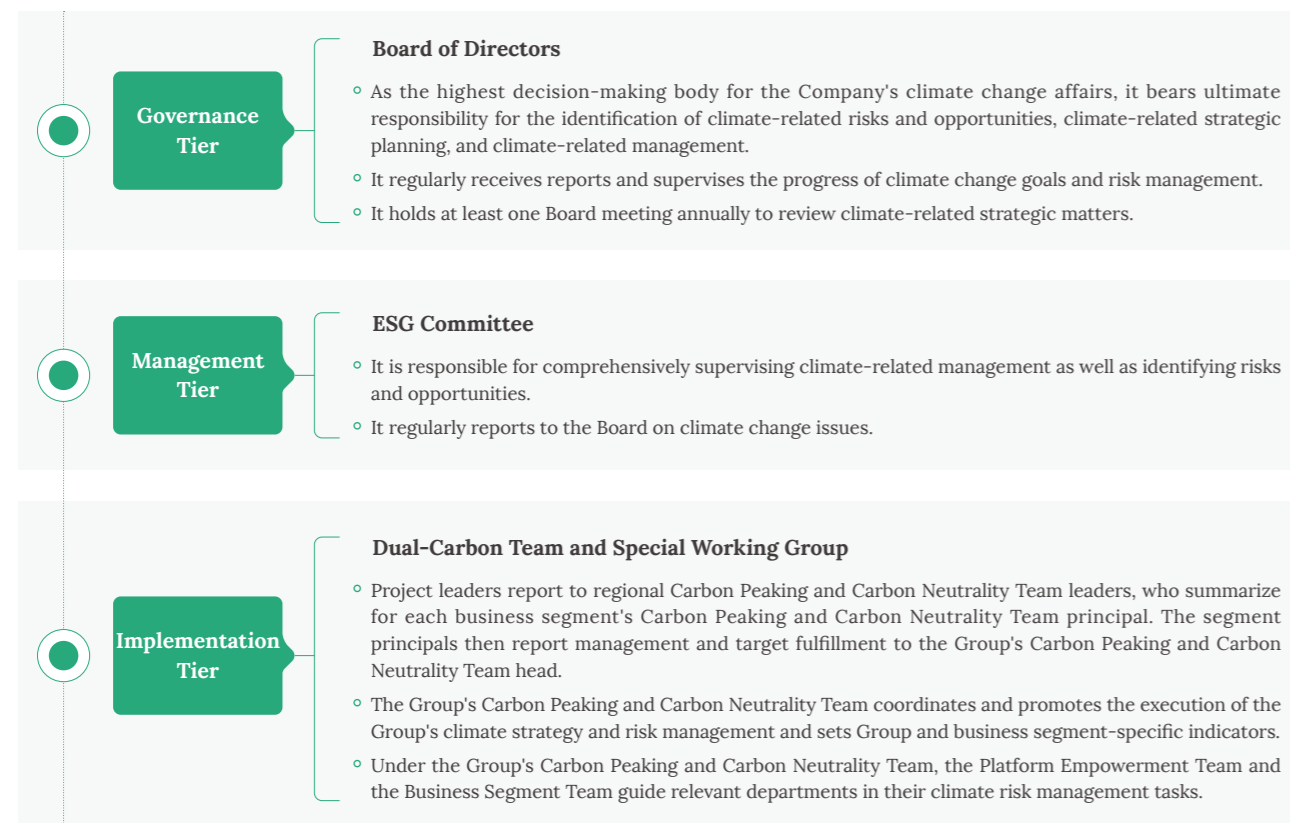 Governance
Tier
Board of Directors
As the highest decision-making body for the Company's climate change affairs, it bears ultimate
responsibility for the identification of climate-related risks and opportunities, climate-related strategic
planning, and climate-related management.
It regularly receives reports and supervises the progress of climate change goals and risk management.
It holds at least one Board meeting annually to review climate-related strategic matters.
Management
Tier
ESG Committee
It is responsible for comprehensively supervising climate-related management as well as identifying risks
and opportunities.
It regularly reports to the Board on climate change issues.
Implementation
Tier
Dual-Carbon Team and Special Working Group
Project leaders report to regional Carbon Peaking and Carbon Neutrality Team leaders, who summarize
for each business segment's Carbon Peaking and Carbon Neutrality Team principal. The segment
principals then report management and target fulfillment to the Group's Carbon Peaking and Carbon
Neutrality Team head.
The Group's Carbon Peaking and Carbon Neutrality Team coordinates and promotes the execution of the
Group's climate strategy and risk management and sets Group and business segment-specific indicators.
Under the Group's Carbon Peaking and Carbon Neutrality Team, the Platform Empowerment Team and
the Business Segment Team guide relevant departments in their climate risk management tasks.